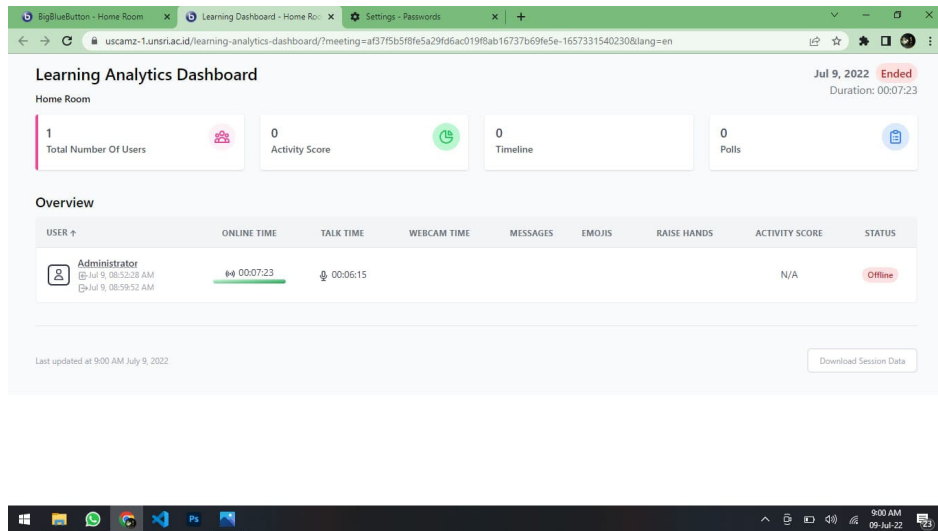 BigBlueButton - Home Room
Learning Dashboard - Home Roo
Settings - Passwords
uscamz-1.unsri.ac.id/learning-analytics-dashboard/?meeting=af37f5b5f8fe5a29fd6ac019f8ab16737b69fe5e-1657331540230&lang=en
Learning Analytics Dashboard
Jul 9, 2022 Ended
Home Room
Duration: 00:07:23
1
Total Number Of Users
0
Activity Score
0
Timeline
0
Polls
Overview
USER ↑ ONLINE TIME TALK TIME WEBCAM TIME MESSAGES EMOJIS RAISE HANDS ACTIVITY SCORE STATUS
Administrator
Jul 9, 08:52:28 AM
Jul 9, 08:59:52 AM
00:07:23 00:06:15 N/A Offline
Last updated at 9:00 AM July 9, 2022
Download Session Data
Ps
9:00 AM
09-Jul-22
23